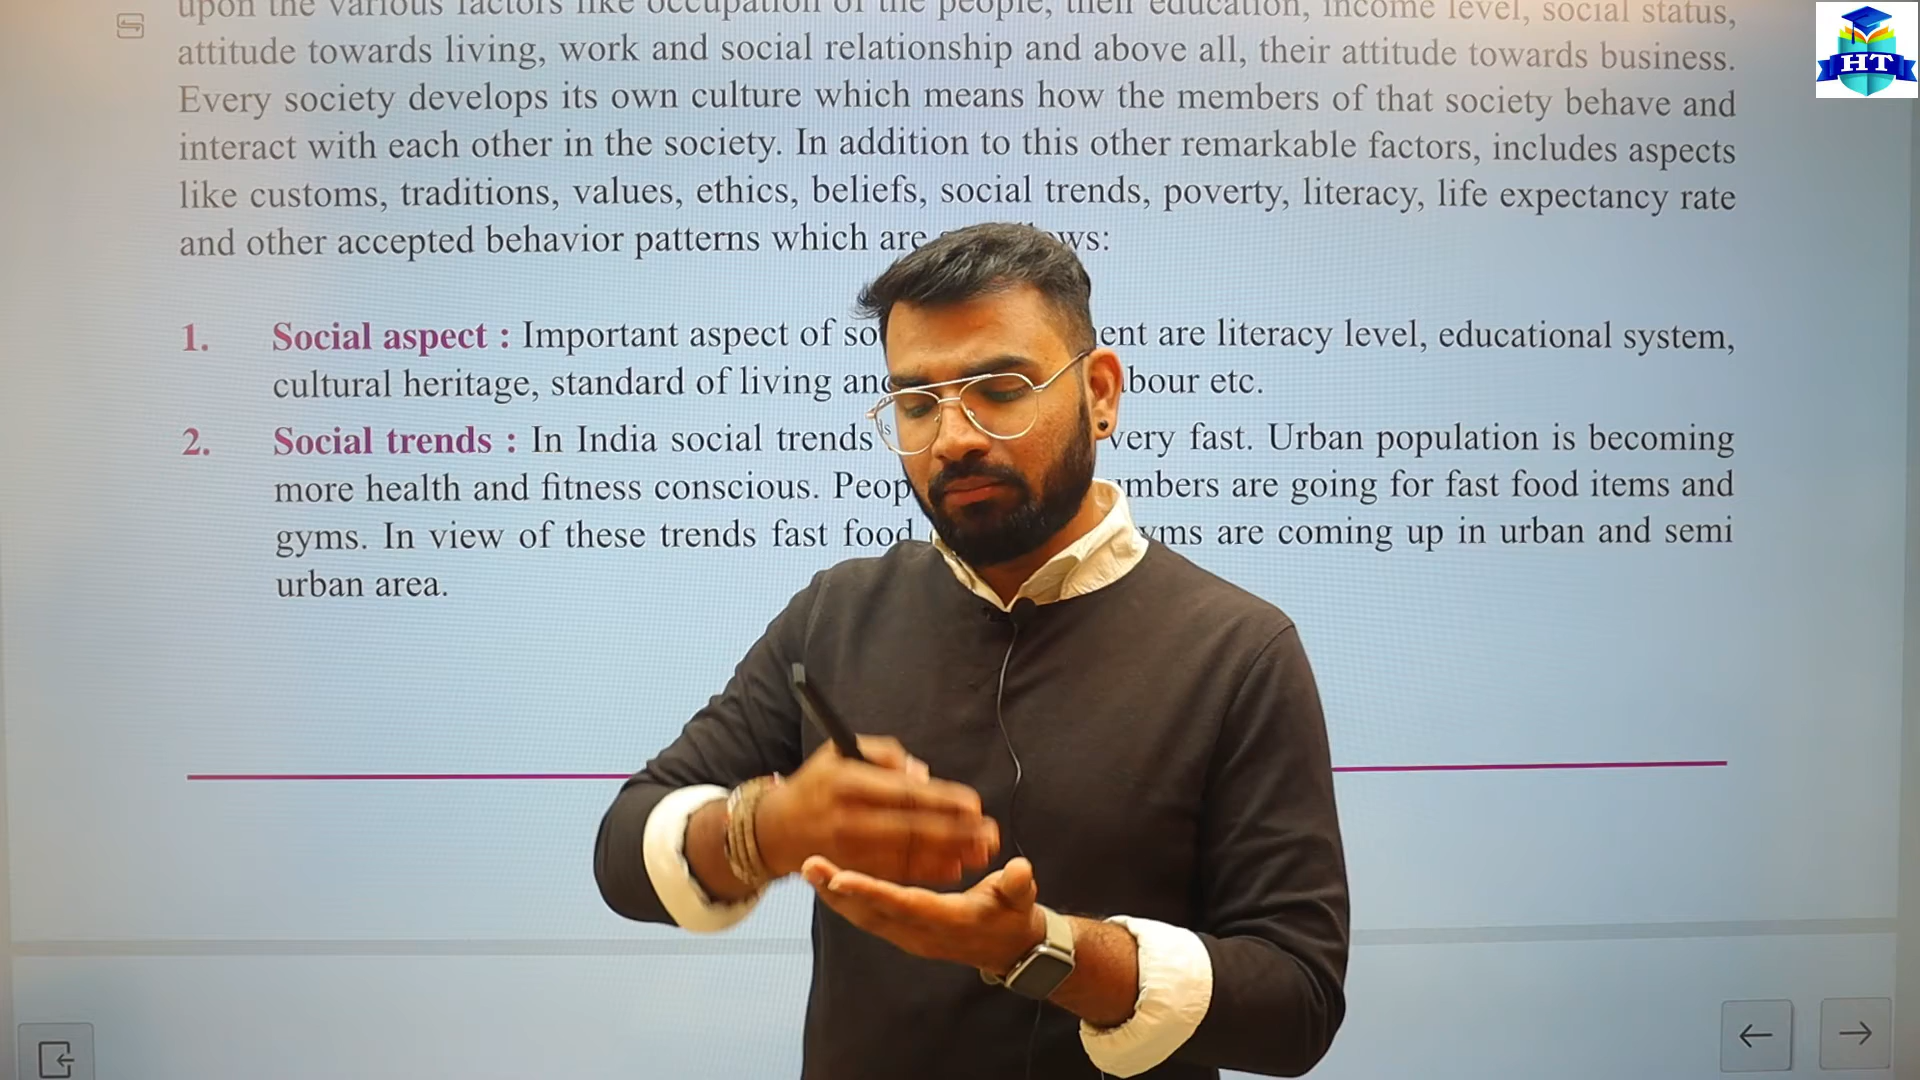 upon the various factors like occupation of the people, their education, income level, social status,
attitude towards living, work and social relationship and above all, their attitude towards business.
Every society develops its own culture which means how the members of that society behave and
interact with each other in the society. In addition to this other remarkable factors, includes aspects
like customs, traditions, values, ethics, beliefs, social trends, poverty, literacy, life expectancy rate
and other accepted behavior patterns which are
1. Social aspect : Important aspect of are literacy level, educational system,
cultural heritage, standard of living etc.
2. Social trends : In India social trends very fast. Urban population is becoming
more health and fitness conscious. are going for fast food items and
gyms. In view of these trends fast food are coming up in urban and semi
urban area.
HT